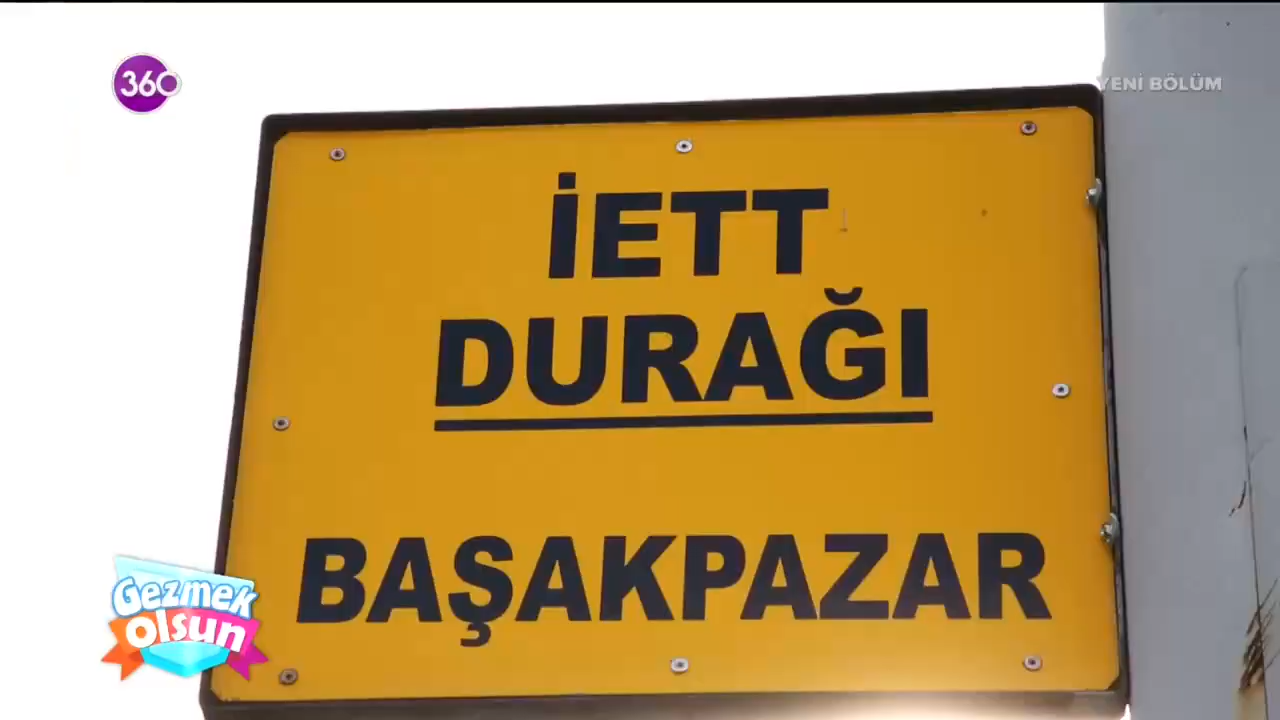 360
YENİ BÖLÜM
İETT
DURAĞI
BAŞAKPAZAR
Gezmek
olsun